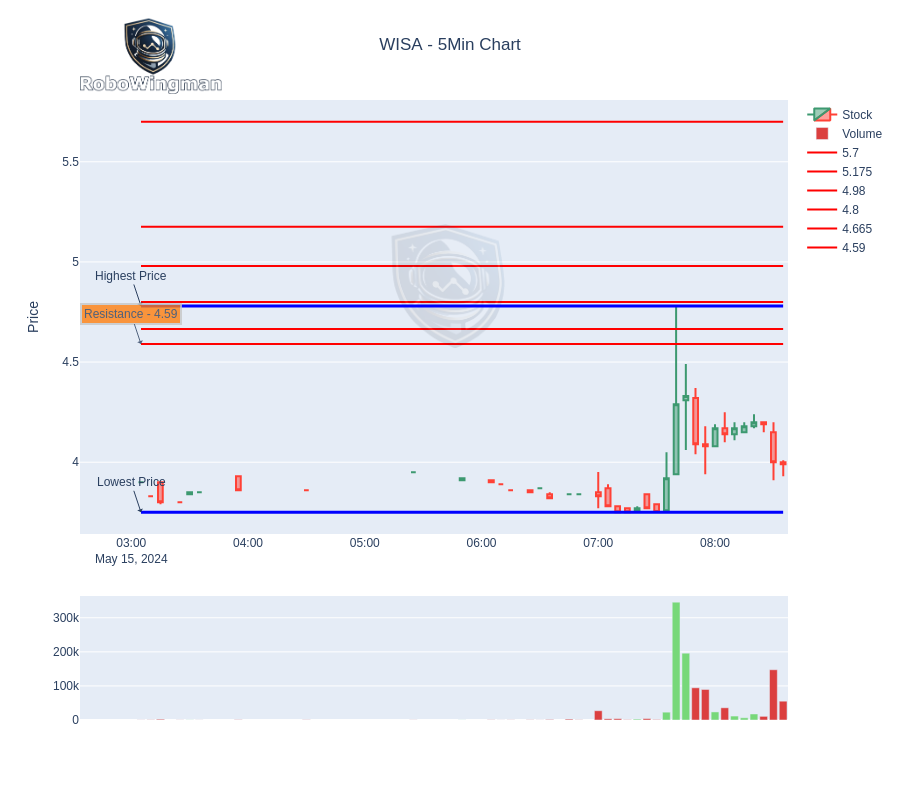 WISA - 5Min Chart
RoboWingman
Stock
Volume
5.7
5.175
4.98
4.8
4.665
4.59
Price
5.5
5
4.5
4
Highest Price
Resistance - 4.59
Lowest Price
03:00
04:00
05:00
06:00
07:00
08:00
May 15, 2024
300k
200k
100k
0